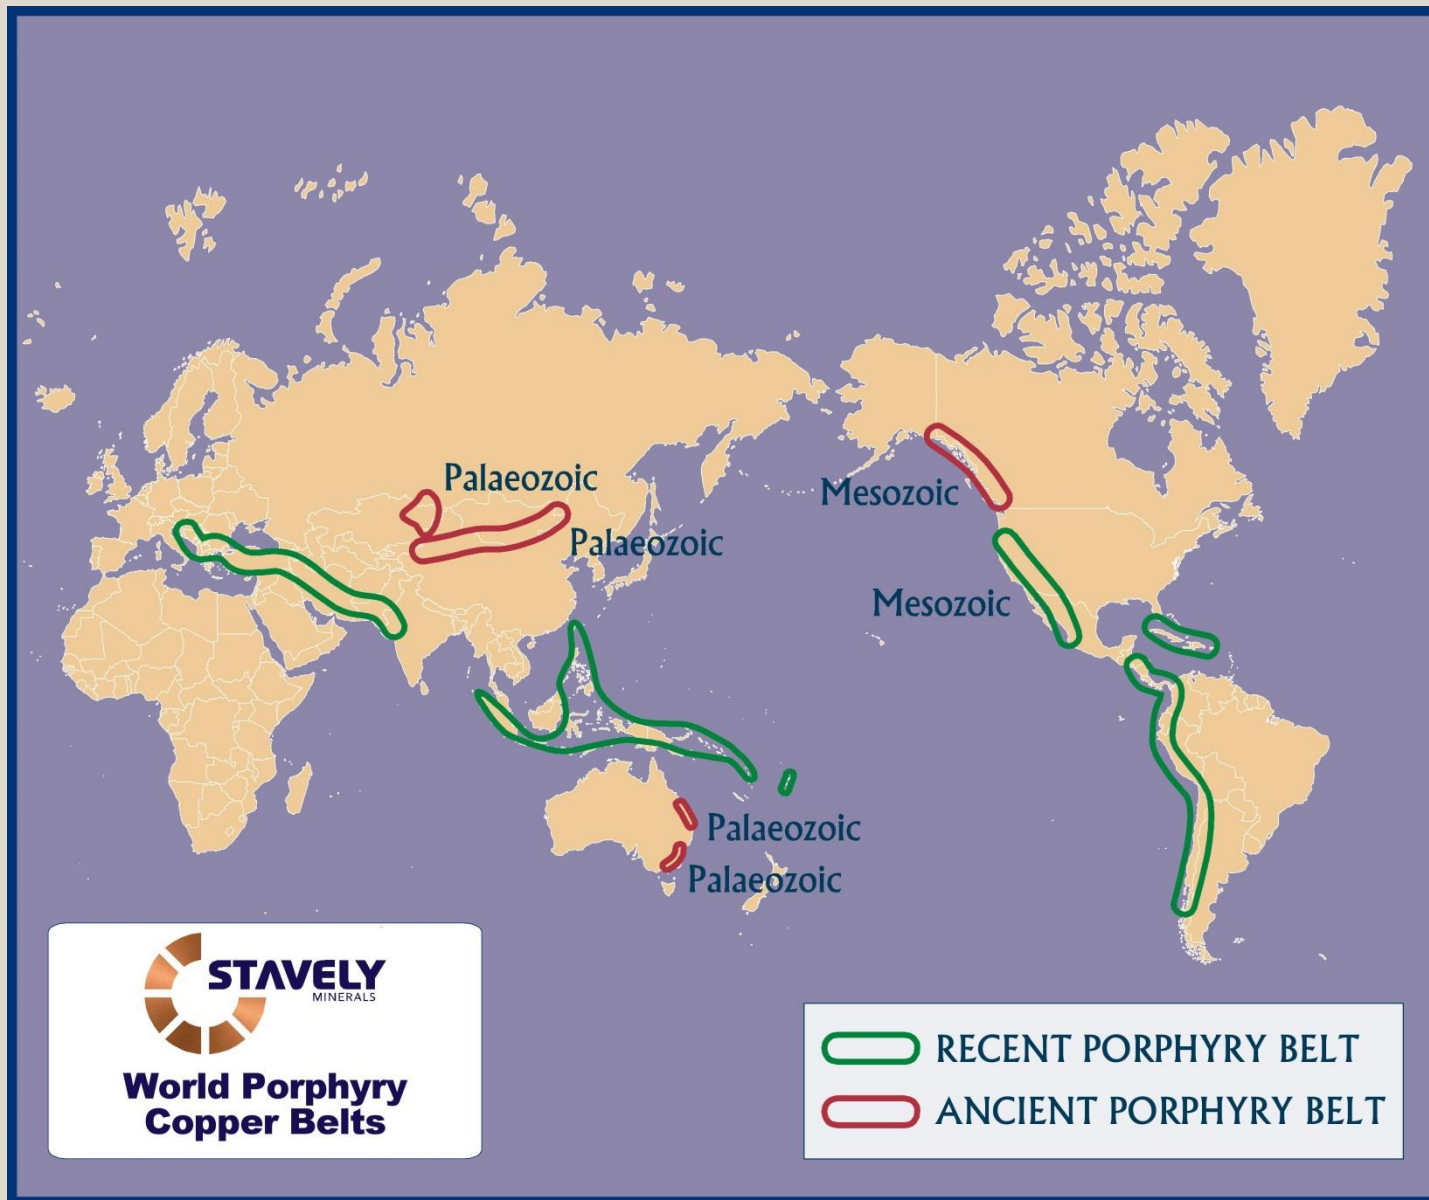 Palaeozoic
Mesozoic
Palaeozoic
Mesozoic
Palaeozoic
Palaeozoic
STAVELY
MINERALS
World Porphyry
Copper Belts
RECENT PORPHYRY BELT
ANCIENT PORPHYRY BELT